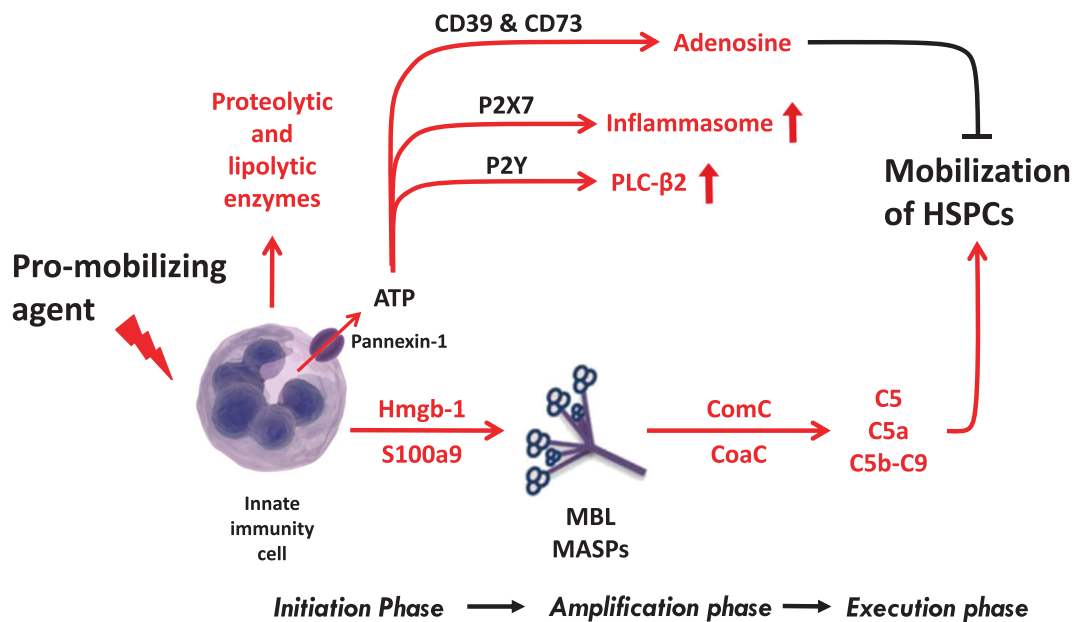 CD39 & CD73
Adenosine
Proteolytic
and
lipolytic
enzymes
P2X7
Inflammasome
P2Y
PLC-β2
Mobilization
of HSPCs
Pro-mobilizing
agent
ATP
Pannexin-1
Hmgb-1
S100a9
ComC
CoaC
C5
C5a
C5b-C9
Innate
immunity
cell
MBL
MASPs
Initiation Phase
Amplification phase
Execution phase